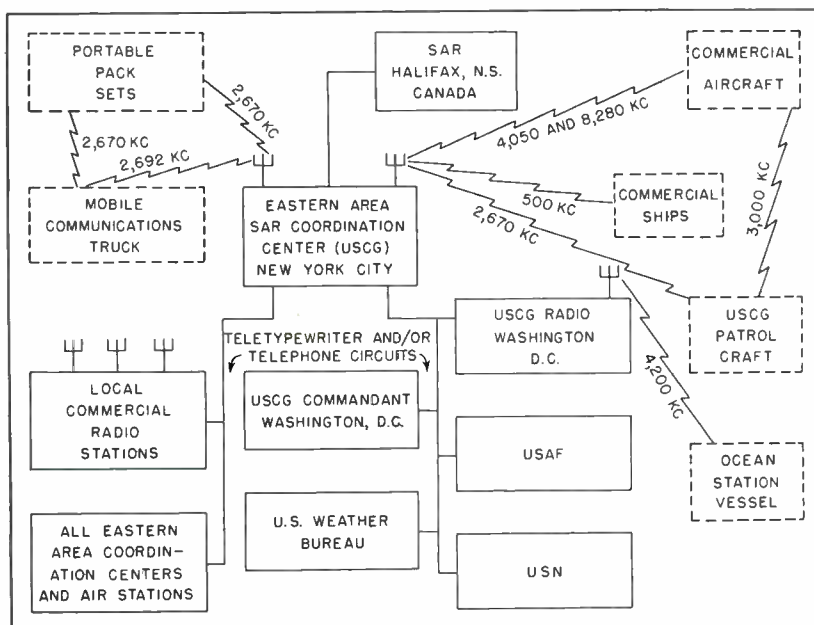 PORTABLE
PACK
SETS
SAR
HALIFAX, N.S.
CANADA
COMMERCIAL
AIRCRAFT
2,670 KC
2,670 KC
2,692 KC
4,050 AND 8,280 KC
500 KC
2,670 KC
3,000 KC
MOBILE
COMMUNICATIONS
TRUCK
EASTERN AREA
SAR COORDINATION
CENTER (USCG)
NEW YORK CITY
COMMERCIAL
SHIPS
TELETYPEWRITER AND/OR
TELEPHONE CIRCUITS
USCG RADIO
WASHINGTON
D.C.
USCG
PATROL
CRAFT
4,200 KC
LOCAL
COMMERCIAL
RADIO
STATIONS
USCG COMMANDANT
WASHINGTON, D.C.
USAF
OCEAN
STATION
VESSEL
ALL EASTERN
AREA COORDIN-
ATION CENTERS
AND AIR STATIONS
U.S. WEATHER
BUREAU
USN